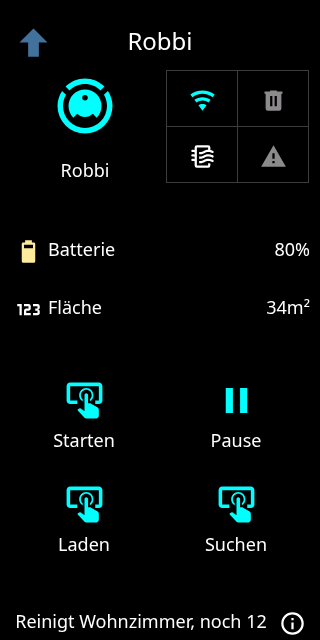 Robbi
Robbi
Batterie 80%
123 Fläche 34m²
Starten Pause
Laden Suchen
Reinigt Wohnzimmer, noch 12